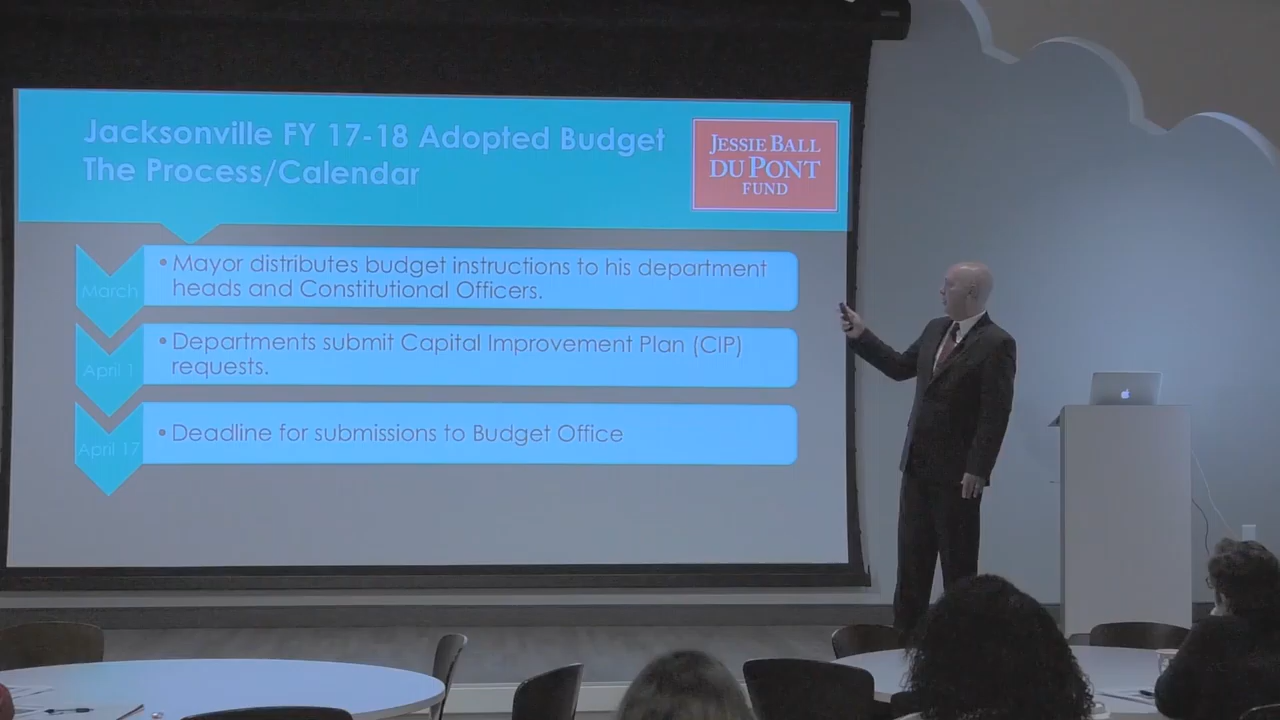 Jacksonville FY 17-18 Adopted Budget
The Process/Calendar
JESSIE BALL
DU PONT
FUND
March
• Mayor distributes budget instructions to his department
heads and Constitutional Officers.
April 1
• Departments submit Capital Improvement Plan (CIP)
requests.
April 17
• Deadline for submissions to Budget Office